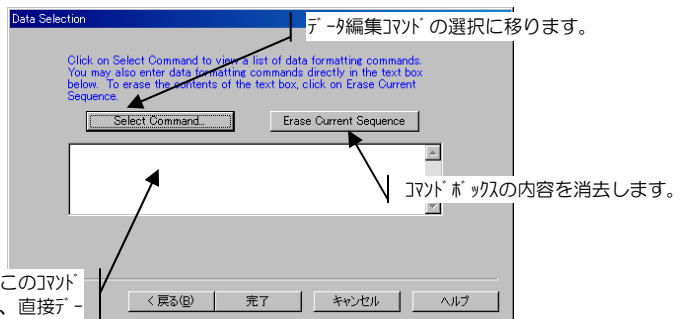 Data Selection
ﾃﾞｰﾀ編集ｺﾏﾝﾄﾞの選択に移ります。
Click on Select Command to view a list of data formatting commands.
You may also enter data formatting commands directly in the text box
below. To erase the contents of the text box, click on Erase Current
Sequence.
Select Command...
Erase Current Sequence
ｺﾏﾝﾄﾞﾎﾞｯｸｽの内容を消去します。
このｺﾏﾝﾄﾞ
、直接ﾃﾞｰ
< 戻る(B)
完了
キャンセル
ヘルプ